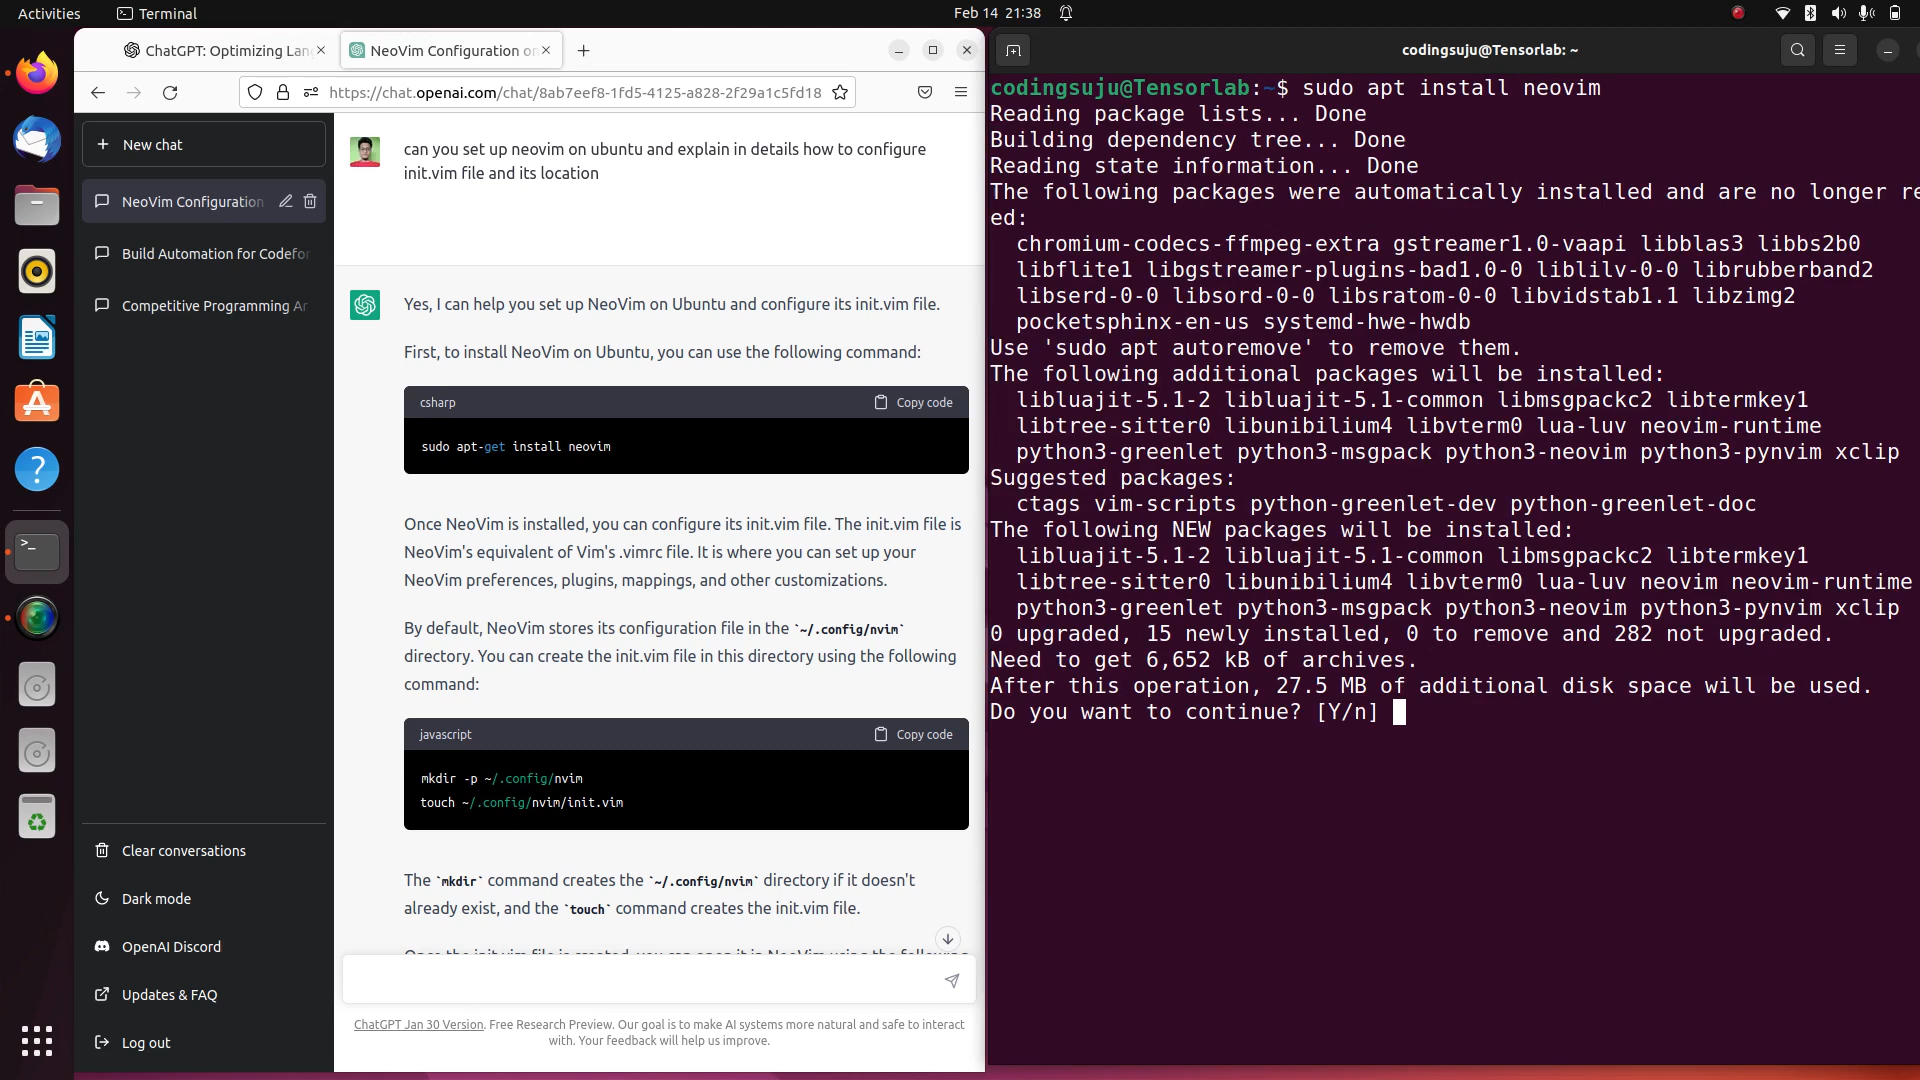 Activities
Terminal
Feb 14 21:38
ChatGPT: Optimizing Lan
NeoVim Configuration on
https://chat.openai.com/chat/8ab7eef8-1fd5-4125-a828-2f29a1c5fd18
New chat
NeoVim Configuration
Build Automation for Codefor
Competitive Programming Ar
Clear conversations
Dark mode
OpenAI Discord
Updates & FAQ
Log out
can you set up neovim on ubuntu and explain in details how to configure
init.vim file and its location
Yes, I can help you set up NeoVim on Ubuntu and configure its init.vim file.
First, to install NeoVim on Ubuntu, you can use the following command:
csharp
Copy code
sudo apt-get install neovim
Once NeoVim is installed, you can configure its init.vim file. The init.vim file is
NeoVim's equivalent of Vim's .vimrc file. It is where you can set up your
NeoVim preferences, plugins, mappings, and other customizations.
By default, NeoVim stores its configuration file in the `~/.config/nvim`
directory. You can create the init.vim file in this directory using the following
command:
javascript
Copy code
mkdir -p ~/.config/nvim
touch ~/.config/nvim/init.vim
The `mkdir` command creates the `~/.config/nvim` directory if it doesn't
already exist, and the `touch` command creates the init.vim file.
Once the init.vim file is created, you can open it in NeoVim using the following
ChatGPT Jan 30 Version. Free Research Preview. Our goal is to make AI systems more natural and safe to interact
with. Your feedback will help us improve.
codingsuju@Tensorlab: ~
codingsuju@Tensorlab:~$ sudo apt install neovim
Reading package lists... Done
Building dependency tree... Done
Reading state information... Done
The following packages were automatically installed and are no longer re
ed:
chromium-codecs-ffmpeg-extra gstreamer1.0-vaapi libblas3 libbs2b0
libflite1 libgstreamer-plugins-bad1.0-0 liblilv-0-0 librubberband2
libserd-0-0 libsord-0-0 libsratom-0-0 libvidstab1.1 libzimg2
pocketsphinx-en-us systemd-hwe-hwdb
Use 'sudo apt autoremove' to remove them.
The following additional packages will be installed:
libluajit-5.1-2 libluajit-5.1-common libmsgpackc2 libtermkey1
libtree-sitter0 libunibilium4 libvterm0 lua-luv neovim-runtime
python3-greenlet python3-msgpack python3-neovim python3-pynvim xclip
Suggested packages:
ctags vim-scripts python-greenlet-dev python-greenlet-doc
The following NEW packages will be installed:
libluajit-5.1-2 libluajit-5.1-common libmsgpackc2 libtermkey1
libtree-sitter0 libunibilium4 libvterm0 lua-luv neovim neovim-runtime
python3-greenlet python3-msgpack python3-neovim python3-pynvim xclip
0 upgraded, 15 newly installed, 0 to remove and 282 not upgraded.
Need to get 6,652 kB of archives.
After this operation, 27.5 MB of additional disk space will be used.
Do you want to continue? [Y/n]